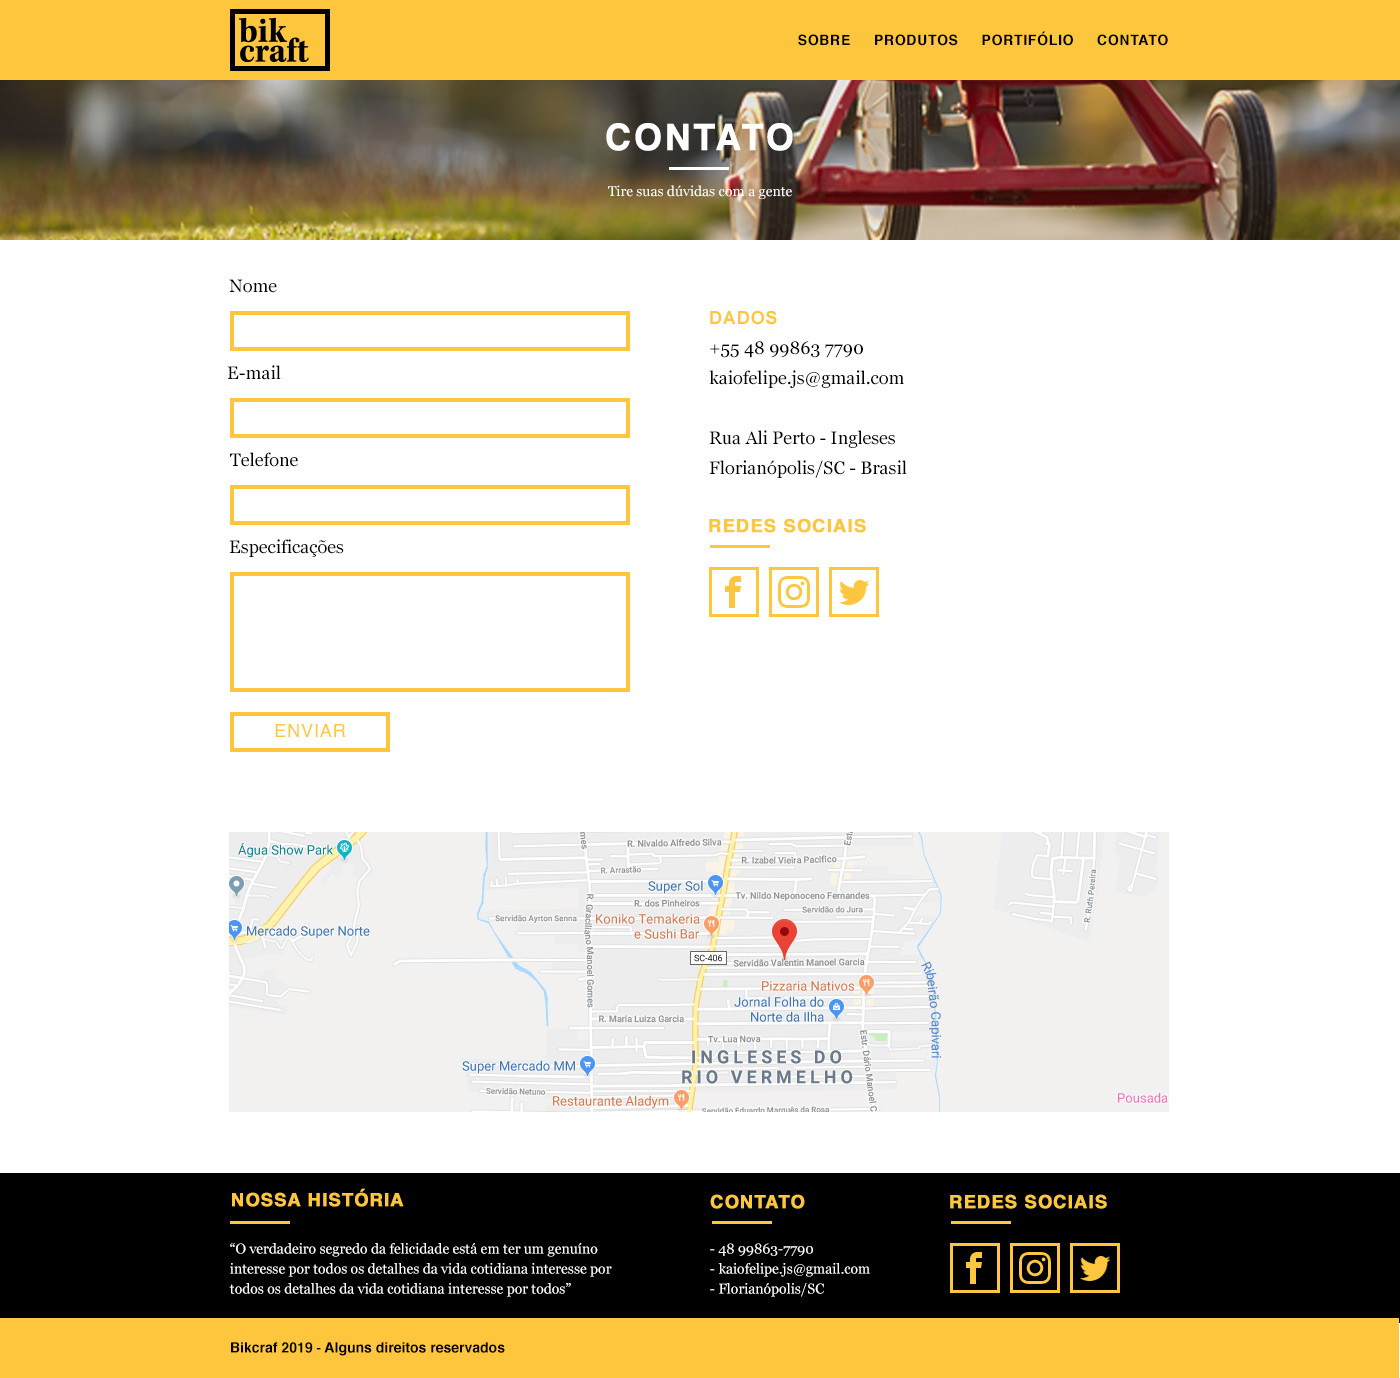 bik
craft
SOBRE PRODUTOS PORTIFÓLIO CONTATO
CONTATO
Tire suas dúvidas com a gente
Nome
E-mail
Telefone
Especificações
ENVIAR
DADOS
+55 48 99863 7790
kaiofelipe.js@gmail.com
Rua Ali Perto - Ingleses
Florianópolis/SC - Brasil
REDES SOCIAIS
Água Show Park
Mercado Super Norte
R. Nivaldo Alfredo Silva
R. Izabel Vieira Pacifico
R. Arrastão
Super Sol
Tv. Nildo Neponoceno Fernandes
R. dos Pinheiros
Servidão do Jura
Servidão Ayrton Senna
Koniko Temakeria
e Sushi Bar
R. Graciliano Manoel Gomes
R. Ruth Pereira
SC-406
Servidão Valentin Manoel Garcia
Pizzaria Nativos
Jornal Folha do
Norte da Ilha
Ribeirão Capivari
R. Maria Luiza Garcia
Tv. Lua Nova
INGLESES DO
RIO VERMELHO
Estr. Dário Manoel C
Super Mercado MM
Servidão Netuno
Restaurante Aladym
Servidão Eduardo Marquês da Rosa
Pousada
NOSSA HISTÓRIA
“O verdadeiro segredo da felicidade está em ter um genuíno
interesse por todos os detalhes da vida cotidiana interesse por
todos os detalhes da vida cotidiana interesse por todos”
CONTATO
- 48 99863-7790
- kaiofelipe.js@gmail.com
- Florianópolis/SC
REDES SOCIAIS
Bikcraf 2019 - Alguns direitos reservados